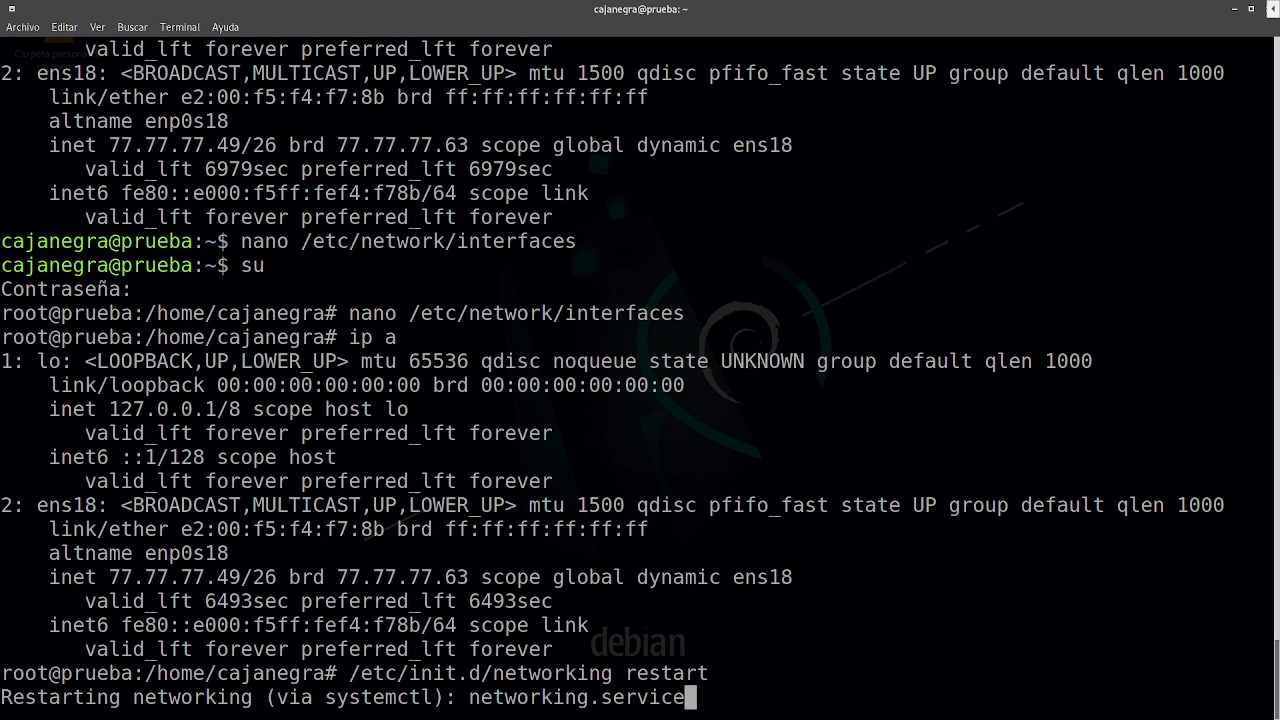 cajanegra@prueba: ~
Archivo Editar Ver Buscar Terminal Ayuda
Carpeta personal
valid_lft forever preferred_lft forever
2: ens18: <BROADCAST,MULTICAST,UP,LOWER_UP> mtu 1500 qdisc pfifo_fast state UP group default qlen 1000
link/ether e2:00:f5:f4:f7:8b brd ff:ff:ff:ff:ff:ff
altname enp0s18
inet 77.77.77.49/26 brd 77.77.77.63 scope global dynamic ens18
valid_lft 6979sec preferred_lft 6979sec
inet6 fe80::e000:f5ff:fef4:f78b/64 scope link
valid_lft forever preferred_lft forever
cajanegra@prueba:~$ nano /etc/network/interfaces
cajanegra@prueba:~$ su
Contraseña:
root@prueba:/home/cajanegra# nano /etc/network/interfaces
root@prueba:/home/cajanegra# ip a
1: lo: <LOOPBACK,UP,LOWER_UP> mtu 65536 qdisc noqueue state UNKNOWN group default qlen 1000
link/loopback 00:00:00:00:00:00 brd 00:00:00:00:00:00
inet 127.0.0.1/8 scope host lo
valid_lft forever preferred_lft forever
inet6 ::1/128 scope host
valid_lft forever preferred_lft forever
2: ens18: <BROADCAST,MULTICAST,UP,LOWER_UP> mtu 1500 qdisc pfifo_fast state UP group default qlen 1000
link/ether e2:00:f5:f4:f7:8b brd ff:ff:ff:ff:ff:ff
altname enp0s18
inet 77.77.77.49/26 brd 77.77.77.63 scope global dynamic ens18
valid_lft 6493sec preferred_lft 6493sec
inet6 fe80::e000:f5ff:fef4:f78b/64 scope link
valid_lft forever preferred_lft forever
debian
root@prueba:/home/cajanegra# /etc/init.d/networking restart
Restarting networking (via systemctl): networking.service